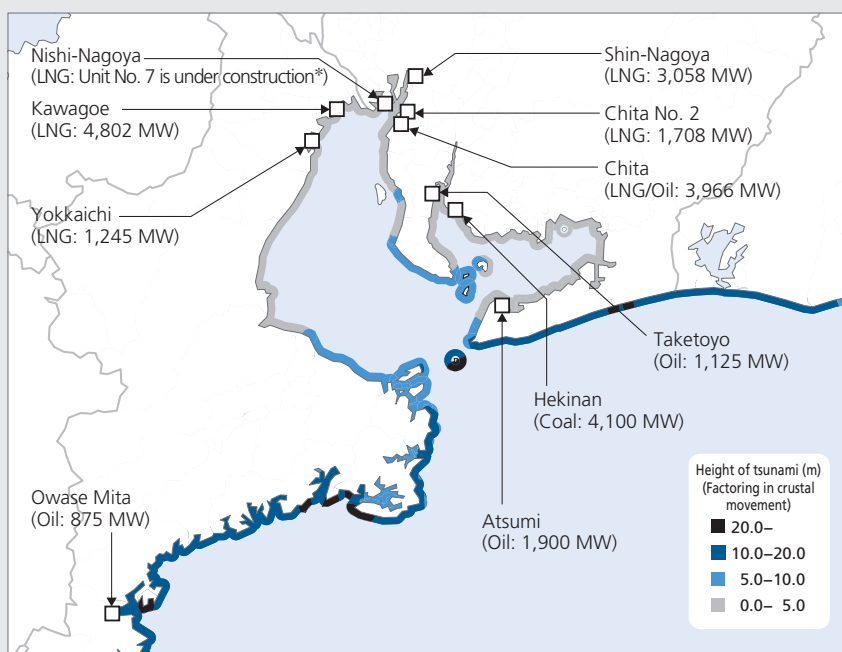 Nishi-Nagoya
(LNG: Unit No. 7 is under construction*)
Shin-Nagoya
(LNG: 3,058 MW)
Kawagoe
(LNG: 4,802 MW)
Chita No. 2
(LNG: 1,708 MW)
Chita
(LNG/Oil: 3,966 MW)
Yokkaichi
(LNG: 1,245 MW)
Taketoyo
(Oil: 1,125 MW)
Hekinan
(Coal: 4,100 MW)
Owase Mita
(Oil: 875 MW)
Atsumi
(Oil: 1,900 MW)
Height of tsunami (m)
(Factoring in crustal
movement)
20.0–
10.0–20.0
5.0–10.0
0.0– 5.0